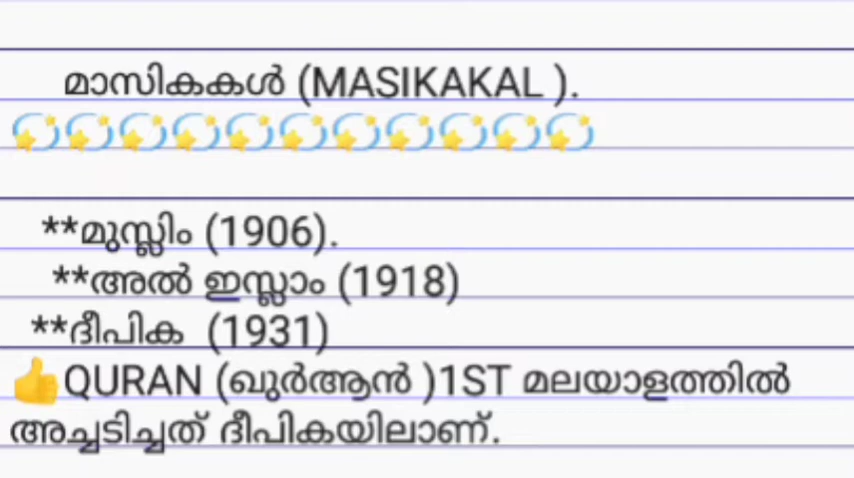 മാസികകൾ (MASIKAKAL ).
💫💫💫💫💫💫💫💫💫💫💫
**മുസ്ലിം (1906).
**അൽ ഇസ്ലാം (1918)
**ദീപിക (1931)
👍QURAN (ഖുർആൻ )1ST മലയാളത്തിൽ
അച്ചടിച്ചത് ദീപികയിലാണ്.